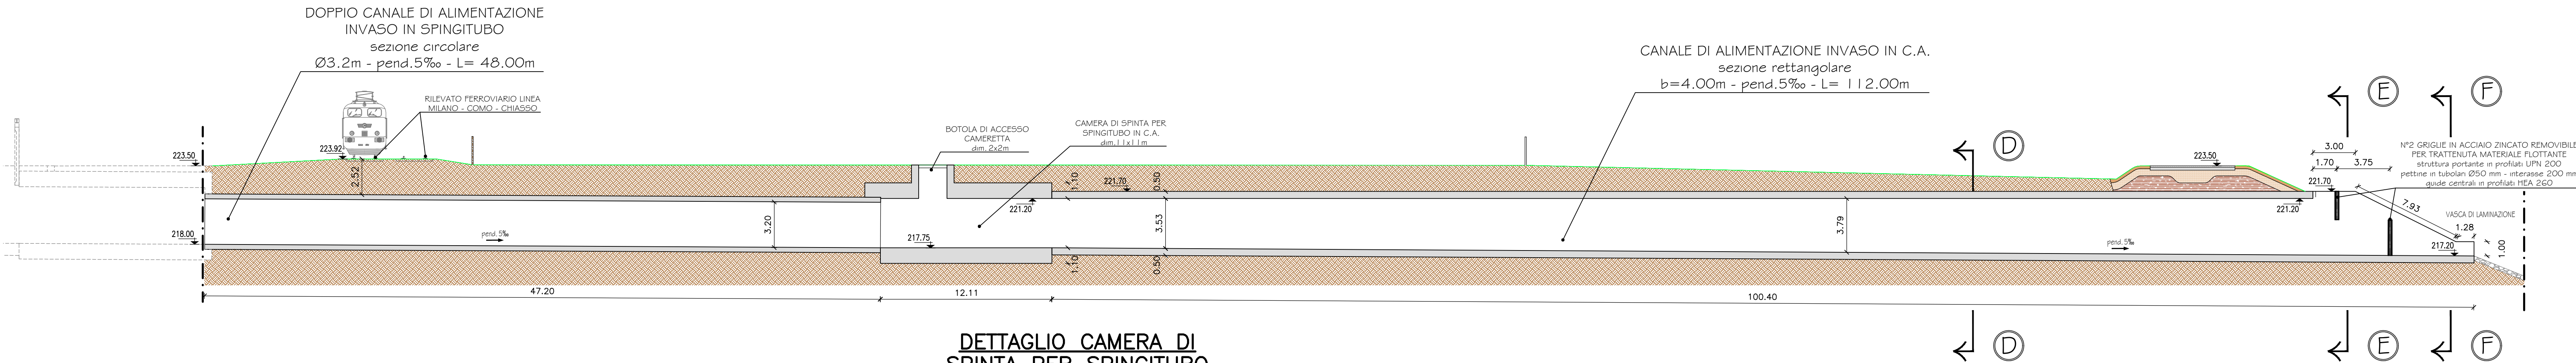 DOPPIO CANALE DI ALIMENTAZIONE
INVASO IN SPINGITUBO
sezione circolare
Ø3.2m - pend.5‰ - L= 48.00m
RILEVATO FERROVIARIO LINEA
MILANO - COMO - CHIASSO
BOTOLA DI ACCESSO
CAMERETTA
dim. 2x2m
CAMERA DI SPINTA PER
SPINGITUBO IN C.A.
dim.11x11m
CANALE DI ALIMENTAZIONE INVASO IN C.A.
sezione rettangolare
b=4.00m - pend.5‰ - L= 112.00m
D
E
F
N°2 GRIGLIE IN ACCIAIO ZINCATO REMOVIBILE
PER TRATTENUTA MATERIALE FLOTTANTE
struttura portante in profilati UPN 200
pettine in tubolari Ø50 mm - interasse 200 mm
guide centrali in profilati HEA 260
3.00
1.70
3.75
223.50
223.92
2.52
1.10
221.70
0.50
223.50
221.70
221.20
221.20
7.93
VASCA DI LAMINAZIONE
1.28
218.00
pend.5‰
3.20
217.75
3.53
3.79
pend.5‰
217.20
1.00
1.10
0.50
47.20
12.11
100.40
DETTAGLIO CAMERA DI
SPINTA PER SPINGITUBO
D
E
F